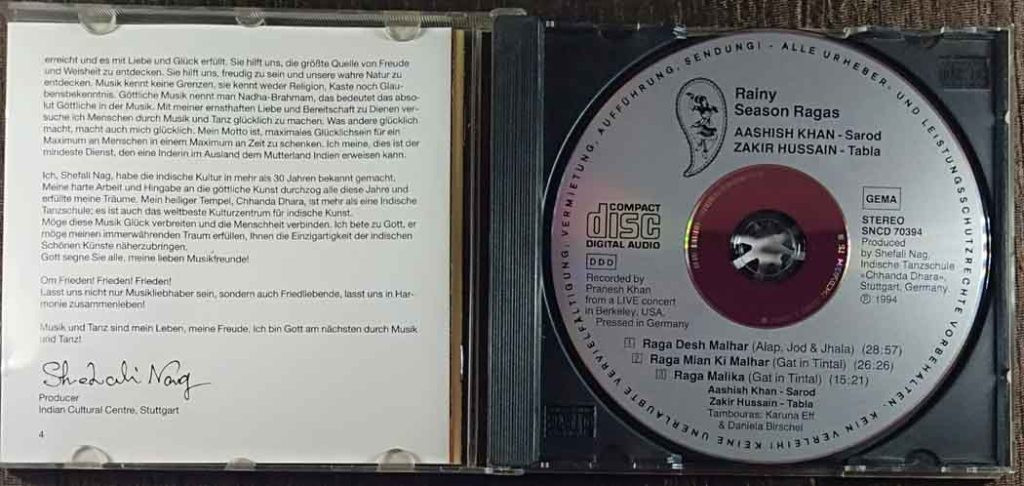 erreicht und es mit Liebe und Glück erfüllt. Sie hilft uns, die größte Quelle von Freude
und Weisheit zu entdecken. Sie hilft uns, freudig zu sein und unsere wahre Natur zu
entdecken. Musik kennt keine Grenzen, sie kennt weder Religion, Kaste noch Glau-
bensbekenntnis. Göttliche Musik nennt man Nadha-Brahmam, das bedeutet das abso-
lut Göttliche in der Musik. Mit meiner ernsthaften Liebe und Bereitschaft zu Dienen ver-
suche ich Menschen durch Musik und Tanz glücklich zu machen. Was andere glücklich
macht, macht auch mich glücklich. Mein Motto ist, maximales Glücklichsein für ein
Maximum an Menschen in einem Maximum an Zeit zu schenken. Ich meine, dies ist der
mindeste Dienst, den eine Inderin im Ausland dem Mutterland Indien erweisen kann.
Ich, Shefali Nag, habe die indische Kultur in mehr als 30 Jahren bekannt gemacht.
Meine harte Arbeit und Hingabe an die göttliche Kunst durchzog alle diese Jahre und
erfüllte meine Träume. Mein heiliger Tempel, Chhanda Dhara, ist mehr als eine Indische
Tanzschule; es ist auch das weltbeste Kulturzentrum für indische Kunst.
Möge diese Musik Glück verbreiten und die Menschheit verbinden. Ich bete zu Gott, er
möge meinen immerwährenden Traum erfüllen, Ihnen die Einzigartigkeit der indischen
Schönen Künste näherzubringen.
Gott segne Sie alle, meine lieben Musikfreunde!
Om Frieden! Frieden! Frieden!
Lasst uns nicht nur Musikliebhaber sein, sondern auch Friedliebende, lasst uns in Har-
monie zusammenleben!
Musik und Tanz sind mein Leben, meine Freude. Ich bin Gott am nächsten durch Musik
und Tanz!
Shefali Nag
Producer
Indian Cultural Centre, Stuttgart
4
ALLE URHEBER- UND LEISTUNGSSCHUTZRECHTE VORBEHALTEN · KEIN VERLEIH! KEINE UNERLAUBTE VERVIELFÄLTIGUNG, VERMIETUNG, AUFFÜHRUNG, SENDUNG! ·
Rainy
Season Ragas
AASHISH KHAN - Sarod
ZAKIR HUSSAIN - Tabla
COMPACT
disc
DIGITAL AUDIO
DDD
Recorded by
Pranesh Khan
from a LIVE concert
in Berkeley, USA.
Pressed in Germany
GEMA
STEREO
SNCD 70394
Produced
by Shefali Nag,
Indische Tanzschule
«Chhanda Dhara»,
Stuttgart, Germany.
℗ 1994
1 Raga Desh Malhar (Alap, Jod & Jhala) (28:57)
2 Raga Mian Ki Malhar (Gat in Tintal) (26:26)
3 Raga Malika (Gat in Tintal) (15:21)
Aashish Khan - Sarod
Zakir Hussain - Tabla
Tambouras: Karuna Eff
& Daniela Birschel